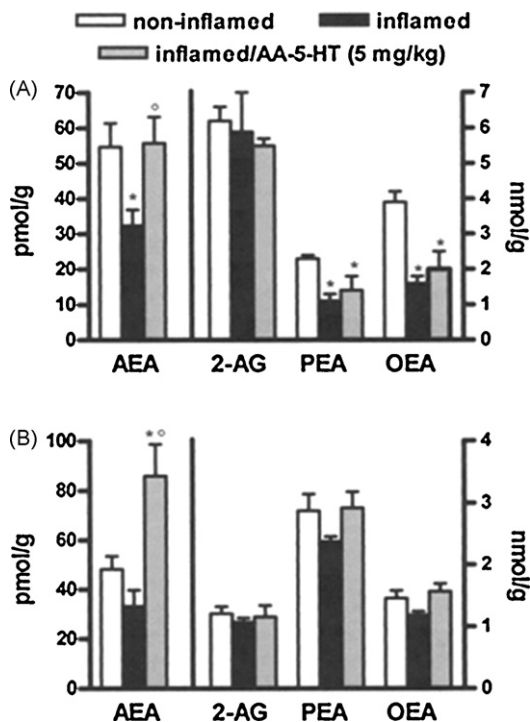 non-inflamed inflamed
inflamed/AA-5-HT (5 mg/kg)
(A)
70
60
50
40
30
20
10
0
pmol/g
7
6
5
4
3
2
1
0
nmol/g
* ⋄ * * * *
AEA 2-AG PEA OEA
(B)
100
80
60
40
20
0
pmol/g
4
3
2
1
0
nmol/g
* ⋄
AEA 2-AG PEA OEA